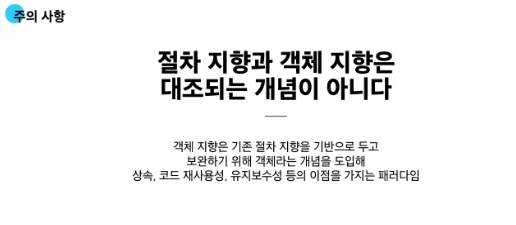 주의 사항
절차 지향과 객체 지향은
대조되는 개념이 아니다
객체 지향은 기존 절차 지향을 기반으로 두고
보완하기 위해 객체라는 개념을 도입해
상속, 코드 재사용성, 유지보수성 등의 이점을 가지는 패러다임